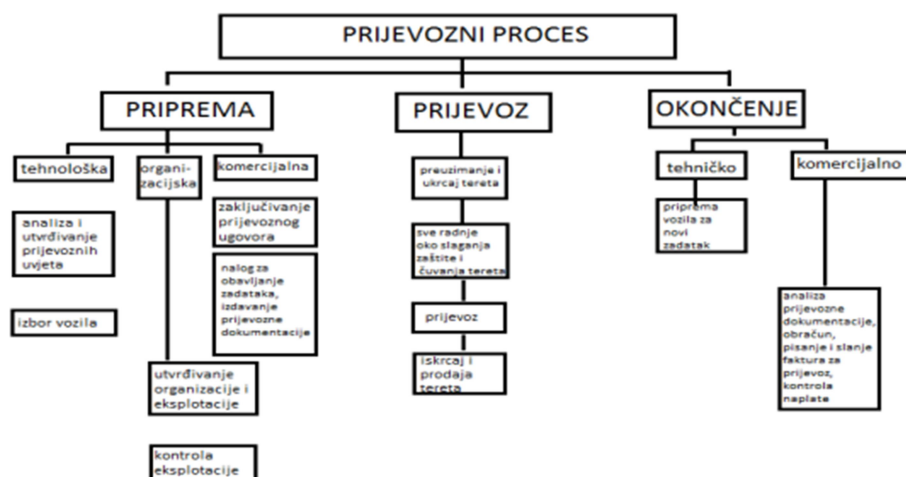 PRIJEVOZNI PROCES
PRIPREMA
PRIJEVOZ
OKONČENJE
tehnološka
organi-
zacijska
komercijalna
analiza i
utvrđivanje
prijevoznih
uvjeta
izbor vozila
zaključivanje
prijevoznog
ugovora
nalog za
obavljanje
zadataka,
izdavanje
prijevozne
dokumentacije
utvrđivanje
organizacije i
eksplotacije
kontrola
eksplotacije
preuzimanje i
ukrcaj tereta
sve radnje
oko slaganja
zaštite i
čuvanja tereta
prijevoz
iskrcaj i
prodaja
tereta
tehničko
komercijalno
priprema
vozila za
novi
zadatak
analiza
prijevozne
dokumentacije,
obračun,
pisanje i slanje
faktura za
prijevoz,
kontrola
naplate